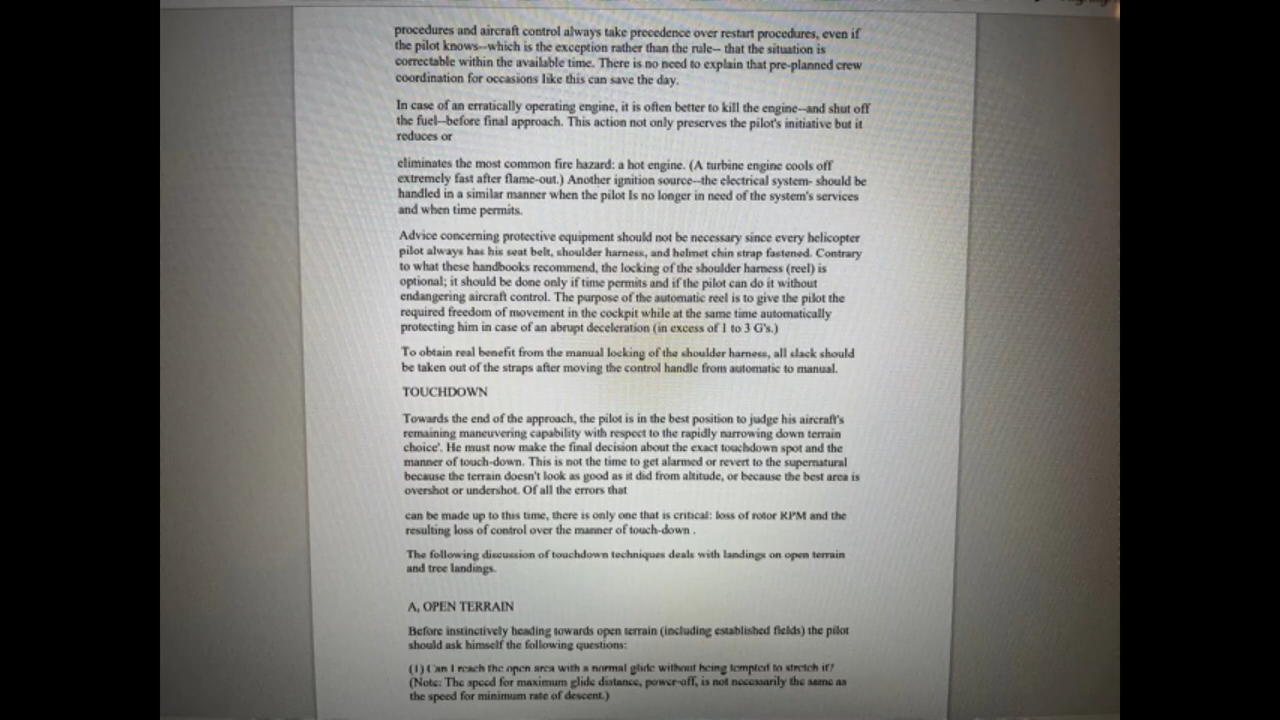 procedures and aircraft control always take precedence over restart procedures, even if
the pilot knows--which is the exception rather than the rule-- that the situation is
correctable within the available time. There is no need to explain that pre-planned crew
coordination for occasions like this can save the day.
In case of an erratically operating engine, it is often better to kill the engine--and shut off
the fuel--before final approach. This action not only preserves the pilot's initiative but it
reduces or
eliminates the most common fire hazard: a hot engine. (A turbine engine cools off
extremely fast after flame-out.) Another ignition source--the electrical system- should be
handled in a similar manner when the pilot Is no longer in need of the system's services
and when time permits.
Advice concerning protective equipment should not be necessary since every helicopter
pilot always has his seat belt, shoulder harness, and helmet chin strap fastened. Contrary
to what these handbooks recommend, the locking of the shoulder harness (reel) is
optional; it should be done only if time permits and if the pilot can do it without
endangering aircraft control. The purpose of the automatic reel is to give the pilot the
required freedom of movement in the cockpit while at the same time automatically
protecting him in case of an abrupt deceleration (in excess of 1 to 3 G's.)
To obtain real benefit from the manual locking of the shoulder harness, all slack should
be taken out of the straps after moving the control handle from automatic to manual.
TOUCHDOWN
Towards the end of the approach, the pilot is in the best position to judge his aircraft's
remaining maneuvering capability with respect to the rapidly narrowing down terrain
choice'. He must now make the final decision about the exact touchdown spot and the
manner of touch-down. This is not the time to get alarmed or revert to the supernatural
because the terrain doesn't look as good as it did from altitude, or because the best area is
overshot or undershot. Of all the errors that
can be made up to this time, there is only one that is critical: loss of rotor RPM and the
resulting loss of control over the manner of touch-down .
The following discussion of touchdown techniques deals with landings on open terrain
and tree landings.
A, OPEN TERRAIN
Before instinctively heading towards open terrain (including established fields) the pilot
should ask himself the following questions:
(1) Can I reach the open area with a normal glide without being tempted to stretch it?
(Note: The speed for maximum glide distance, power-off, is not necessarily the same as
the speed for minimum rate of descent.)